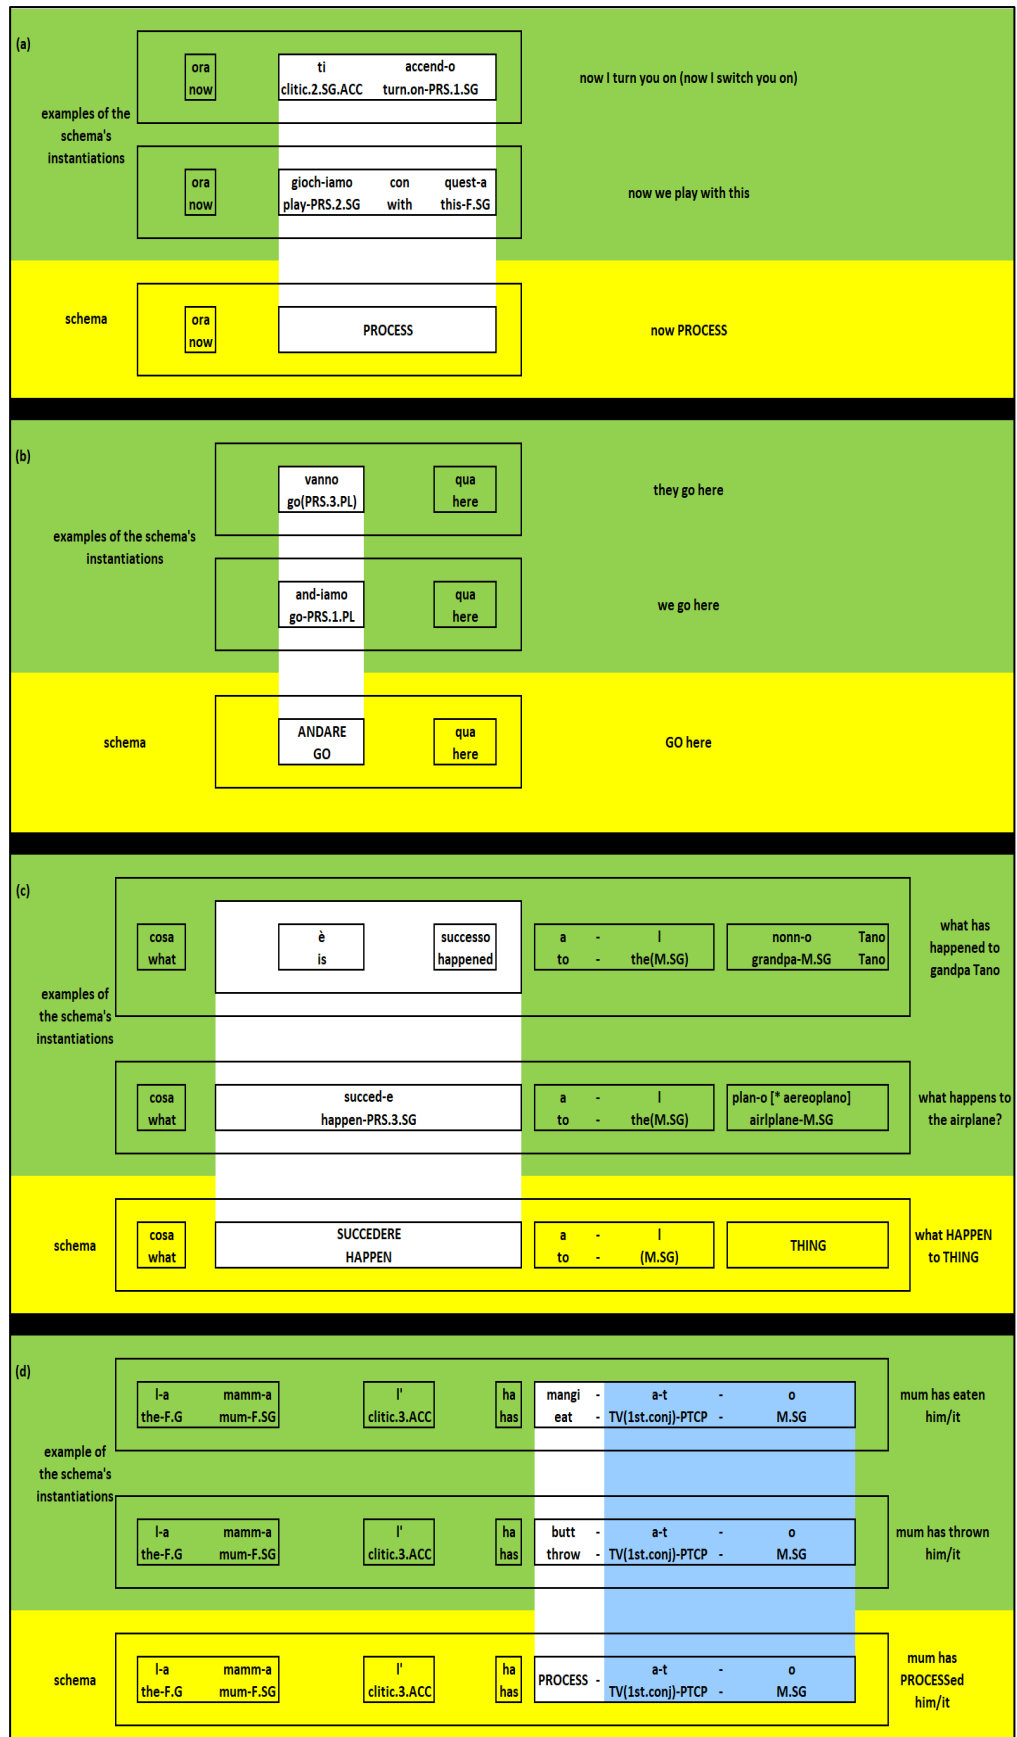 (a)
ora ti accend-o
now clitic.2.SG.ACC turn.on-PRS.1.SG
now I turn you on (now I switch you on)
examples of the
schema's
instantiations
ora gioch-iamo con quest-a
now play-PRS.2.SG with this-F.SG
now we play with this
schema
ora PROCESS
now
now PROCESS
(b)
vanno qua
go(PRS.3.PL) here
they go here
examples of the schema's
instantiations
and-iamo qua
go-PRS.1.PL here
we go here
schema
ANDARE qua
GO here
GO here
(c)
cosa è successo a - l nonn-o Tano
what is happened to - the(M.SG) grandpa-M.SG Tano
what has
happened to
gandpa Tano
examples of
the schema's
instantiations
cosa succed-e a - l plan-o [* aereoplano]
what happen-PRS.3.SG to - the(M.SG) airlplane-M.SG
what happens to
the airplane?
schema
cosa SUCCEDERE a - l THING
what HAPPEN to - (M.SG)
what HAPPEN
to THING
(d)
l-a mamm-a l' ha mangi - a-t - o
the-F.G mum-F.SG clitic.3.ACC has eat - TV(1st.conj)-PTCP - M.SG
mum has eaten
him/it
example of
the schema's
instantiations
l-a mamm-a l' ha butt - a-t - o
the-F.G mum-F.SG clitic.3.ACC has throw - TV(1st.conj)-PTCP - M.SG
mum has thrown
him/it
schema
l-a mamm-a l' ha PROCESS - a-t - o
the-F.G mum-F.SG clitic.3.ACC has TV(1st.conj)-PTCP - M.SG
mum has
PROCESSed
him/it